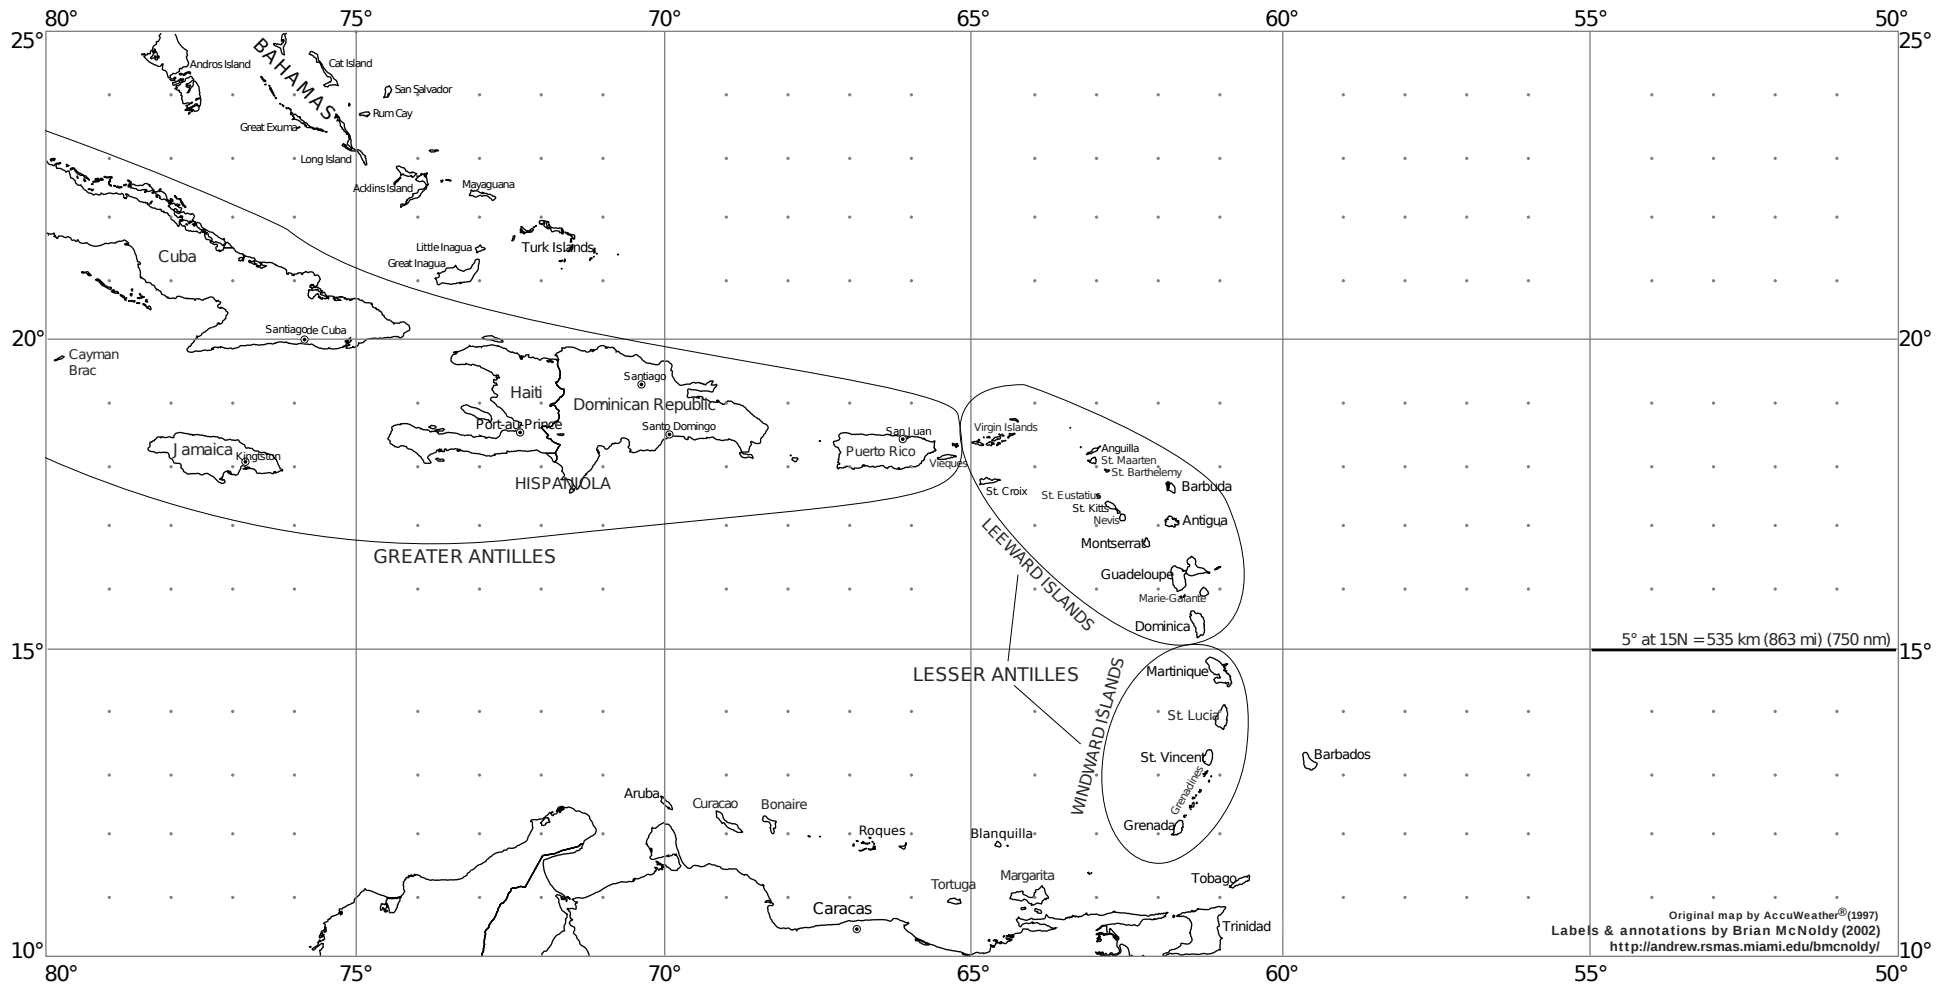 80° 75° 70° 65° 60° 55° 50°
25° 25°
BAHAMAS
Andros Island
Cat Island
San Salvador
Rum Cay
Great Exuma
Long Island
Acklins Island
Mayaguana
Little Inagua
Great Inagua
Turk Islands
Cuba
Santiago de Cuba
20° 20°
Cayman
Brac
Haiti
Santiago
Dominican Republic
Port-au-Prince
Santo Domingo
Jamaica
Kingtston
HISPANIOLA
San Juan
Puerto Rico
Vieques
GREATER ANTILLES
Virgin Islands
St. Croix
Anguilla
St. Maarten
St. Barthelemy
Barbuda
St. Eustatius
St. Kitts
Nevis
Antigua
Montserrat
Guadeloupe
Marie-Galante
Dominica
LEEWARD ISLANDS
5° at 15N = 535 km (863 mi) (750 nm)
15° 15°
LESSER ANTILLES
WINDWARD ISLANDS
Martinique
St. Lucia
St. Vincent
Grenadines
Grenada
Barbados
Aruba
Curacao
Bonaire
Roques
Blanquilla
Tortuga
Margarita
Tobago
Caracas
Trinidad
Original map by AccuWeather® (1997)
Labels & annotations by Brian McNoldy (2002)
http://andrew.rsmas.miami.edu/bmcnoldy/
10° 10°
80° 75° 70° 65° 60° 55° 50°